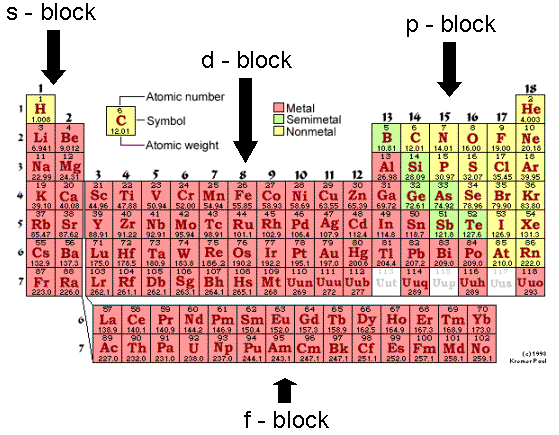 s - block
p - block
d - block
1
18
1
H
1.008
2
6
C
12.01
Atomic number
Symbol
Atomic weight
Metal
Semimetal
Nonmetal
13 14 15 16 17
2
He
4.003
1
3 4 5 6 7 8 9 10
2 Li Be B C N O F Ne
6.941 9.012 10.81 12.01 14.01 16.00 19.00 20.18
11 12 13 14 15 16 17 18
3 Na Mg Al Si P S Cl Ar
22.99 24.31 26.98 28.09 30.97 32.07 35.45 39.95
3 4 5 6 7 8 9 10 11 12
19 20 21 22 23 24 25 26 27 28 29 30 31 32 33 34 35 36
4 K Ca Sc Ti V Cr Mn Fe Co Ni Cu Zn Ga Ge As Se Br Kr
39.10 40.08 44.96 47.88 50.94 52.00 54.94 55.85 58.93 58.69 63.55 65.39 69.72 72.61 74.92 78.96 79.90 83.80
37 38 39 40 41 42 43 44 45 46 47 48 49 50 51 52 53 54
5 Rb Sr Y Zr Nb Mo Tc Ru Rh Pd Ag Cd In Sn Sb Te I Xe
85.47 87.62 88.91 91.22 92.91 95.94 101.1 102.9 106.4 107.9 112.4 114.8 118.7 121.8 127.6 126.9 131.3
55 56 71 72 73 74 75 76 77 78 79 80 81 82 83 84 85 86
6 Cs Ba Lu Hf Ta W Re Os Ir Pt Au Hg Tl Pb Bi Po At Rn
132.9 137.3 175.0 178.5 180.9 183.8 186.2 190.2 192.2 195.1 197.0 200.6 204.4 207.2 209.0 209.0 210.0 222.0
87 88 103 104 105 106 107 108 109 110 111 112 113 114 115 116 117 118
7 Fr Ra Lr Rf Db Sg Bh Hs Mt Uun Uuu Uub Uut Uuq Uup Uuh Uus Uuo
223.0 226.0 262.1 261.1 262.1 263.1 264.1 265.1 268 269 272 277 289 289 293
57 58 59 60 61 62 63 64 65 66 67 68 69 70
6 La Ce Pr Nd Pm Sm Eu Gd Tb Dy Ho Er Tm Yb
138.9 140.1 140.9 144.2 146.9 150.4 152.0 157.3 158.9 162.5 164.9 167.3 168.9 173.0
89 90 91 92 93 94 95 96 97 98 99 100 101 102
7 Ac Th Pa U Np Pu Am Cm Bk Cf Es Fm Md No
227.0 232.0 231.0 238.0 237.0 244.1 243.1 247.1 247.1 251.1 252.0 257.1 258.1 259.1
(c) 1998
f - block